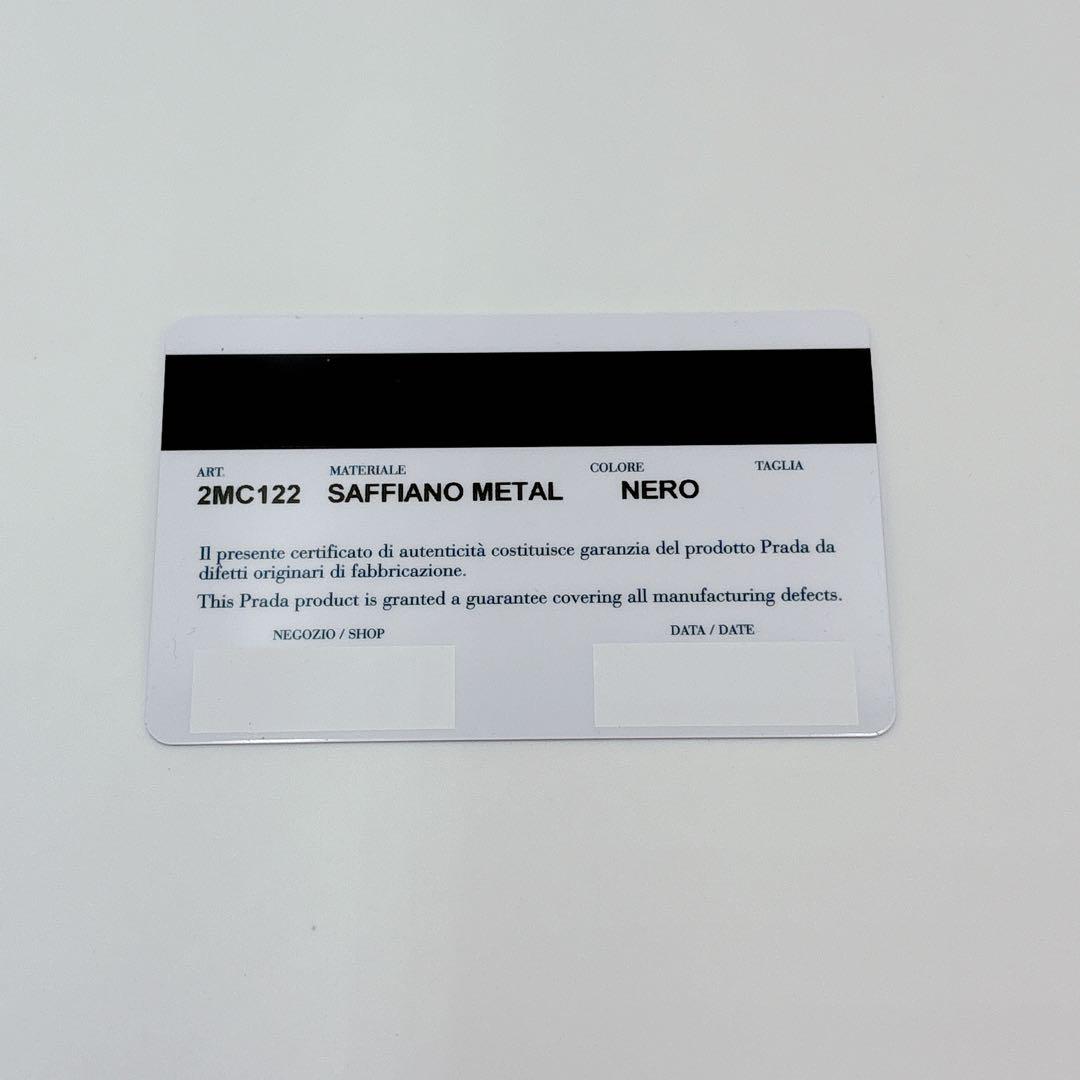 ART. MATERIALE COLORE TAGLIA
2MC122 SAFFIANO METAL NERO
Il presente certificato di autenticità costituisce garanzia del prodotto Prada da
difetti originari di fabbricazione.
This Prada product is granted a guarantee covering all manufacturing defects.
NEGOZIO / SHOP DATA / DATE